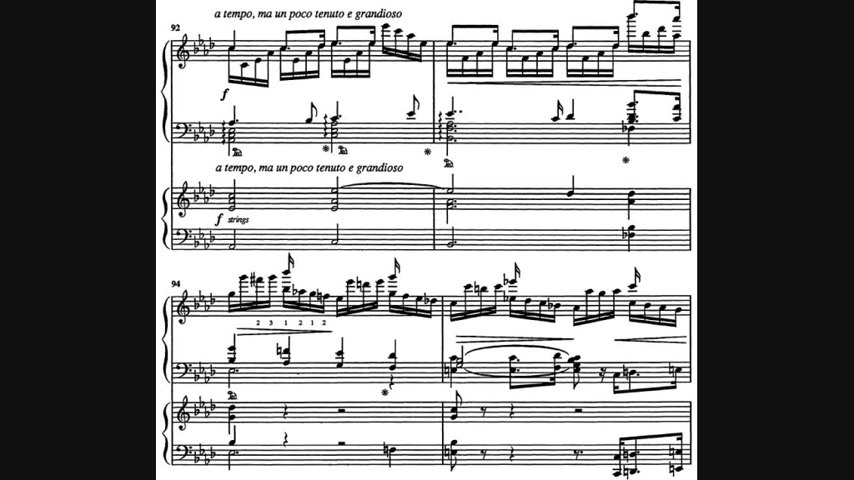 a tempo, ma un poco tenuto e grandioso
92
f
a tempo, ma un poco tenuto e grandioso
f strings
94
2 3 1 2 1 2